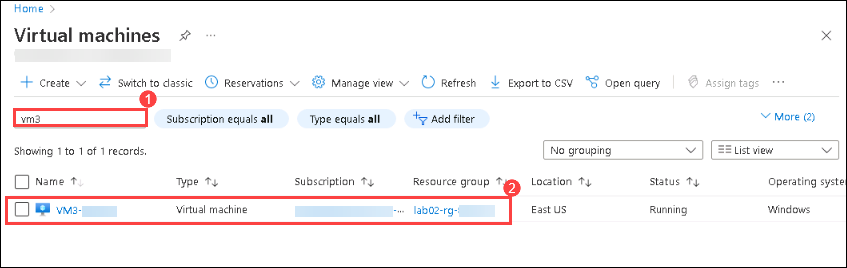 Home >
Virtual machines
Create Switch to classic Reservations Manage view Refresh Export to CSV Open query Assign tags ...
1
vm3 Subscription equals all Type equals all Add filter More (2)
Showing 1 to 1 of 1 records. No grouping List view
2
Name ↑↓ Type ↑↓ Subscription ↑↓ Resource group ↑↓ Location ↑↓ Status ↑↓ Operating system
VM3- Virtual machine -... lab02-rg- East US Running Windows